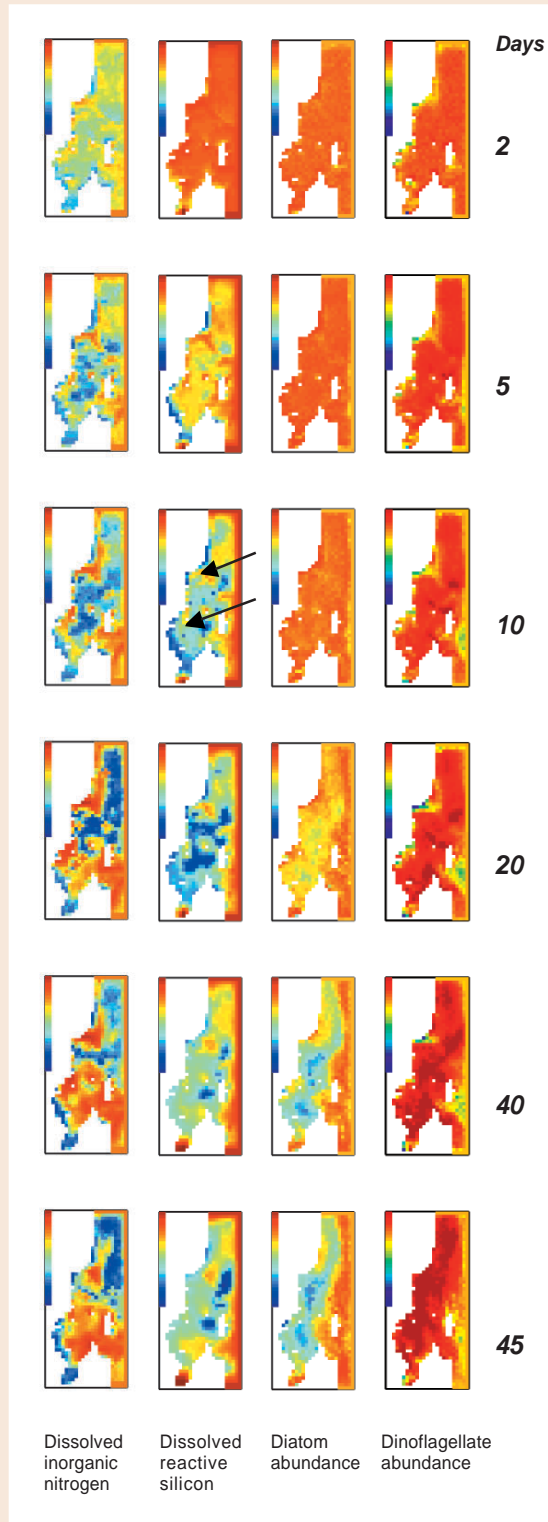 Days
2
5
10
20
40
45
Dissolved
inorganic
nitrogen
Dissolved
reactive
silicon
Diatom
abundance
Dinoflagellate
abundance